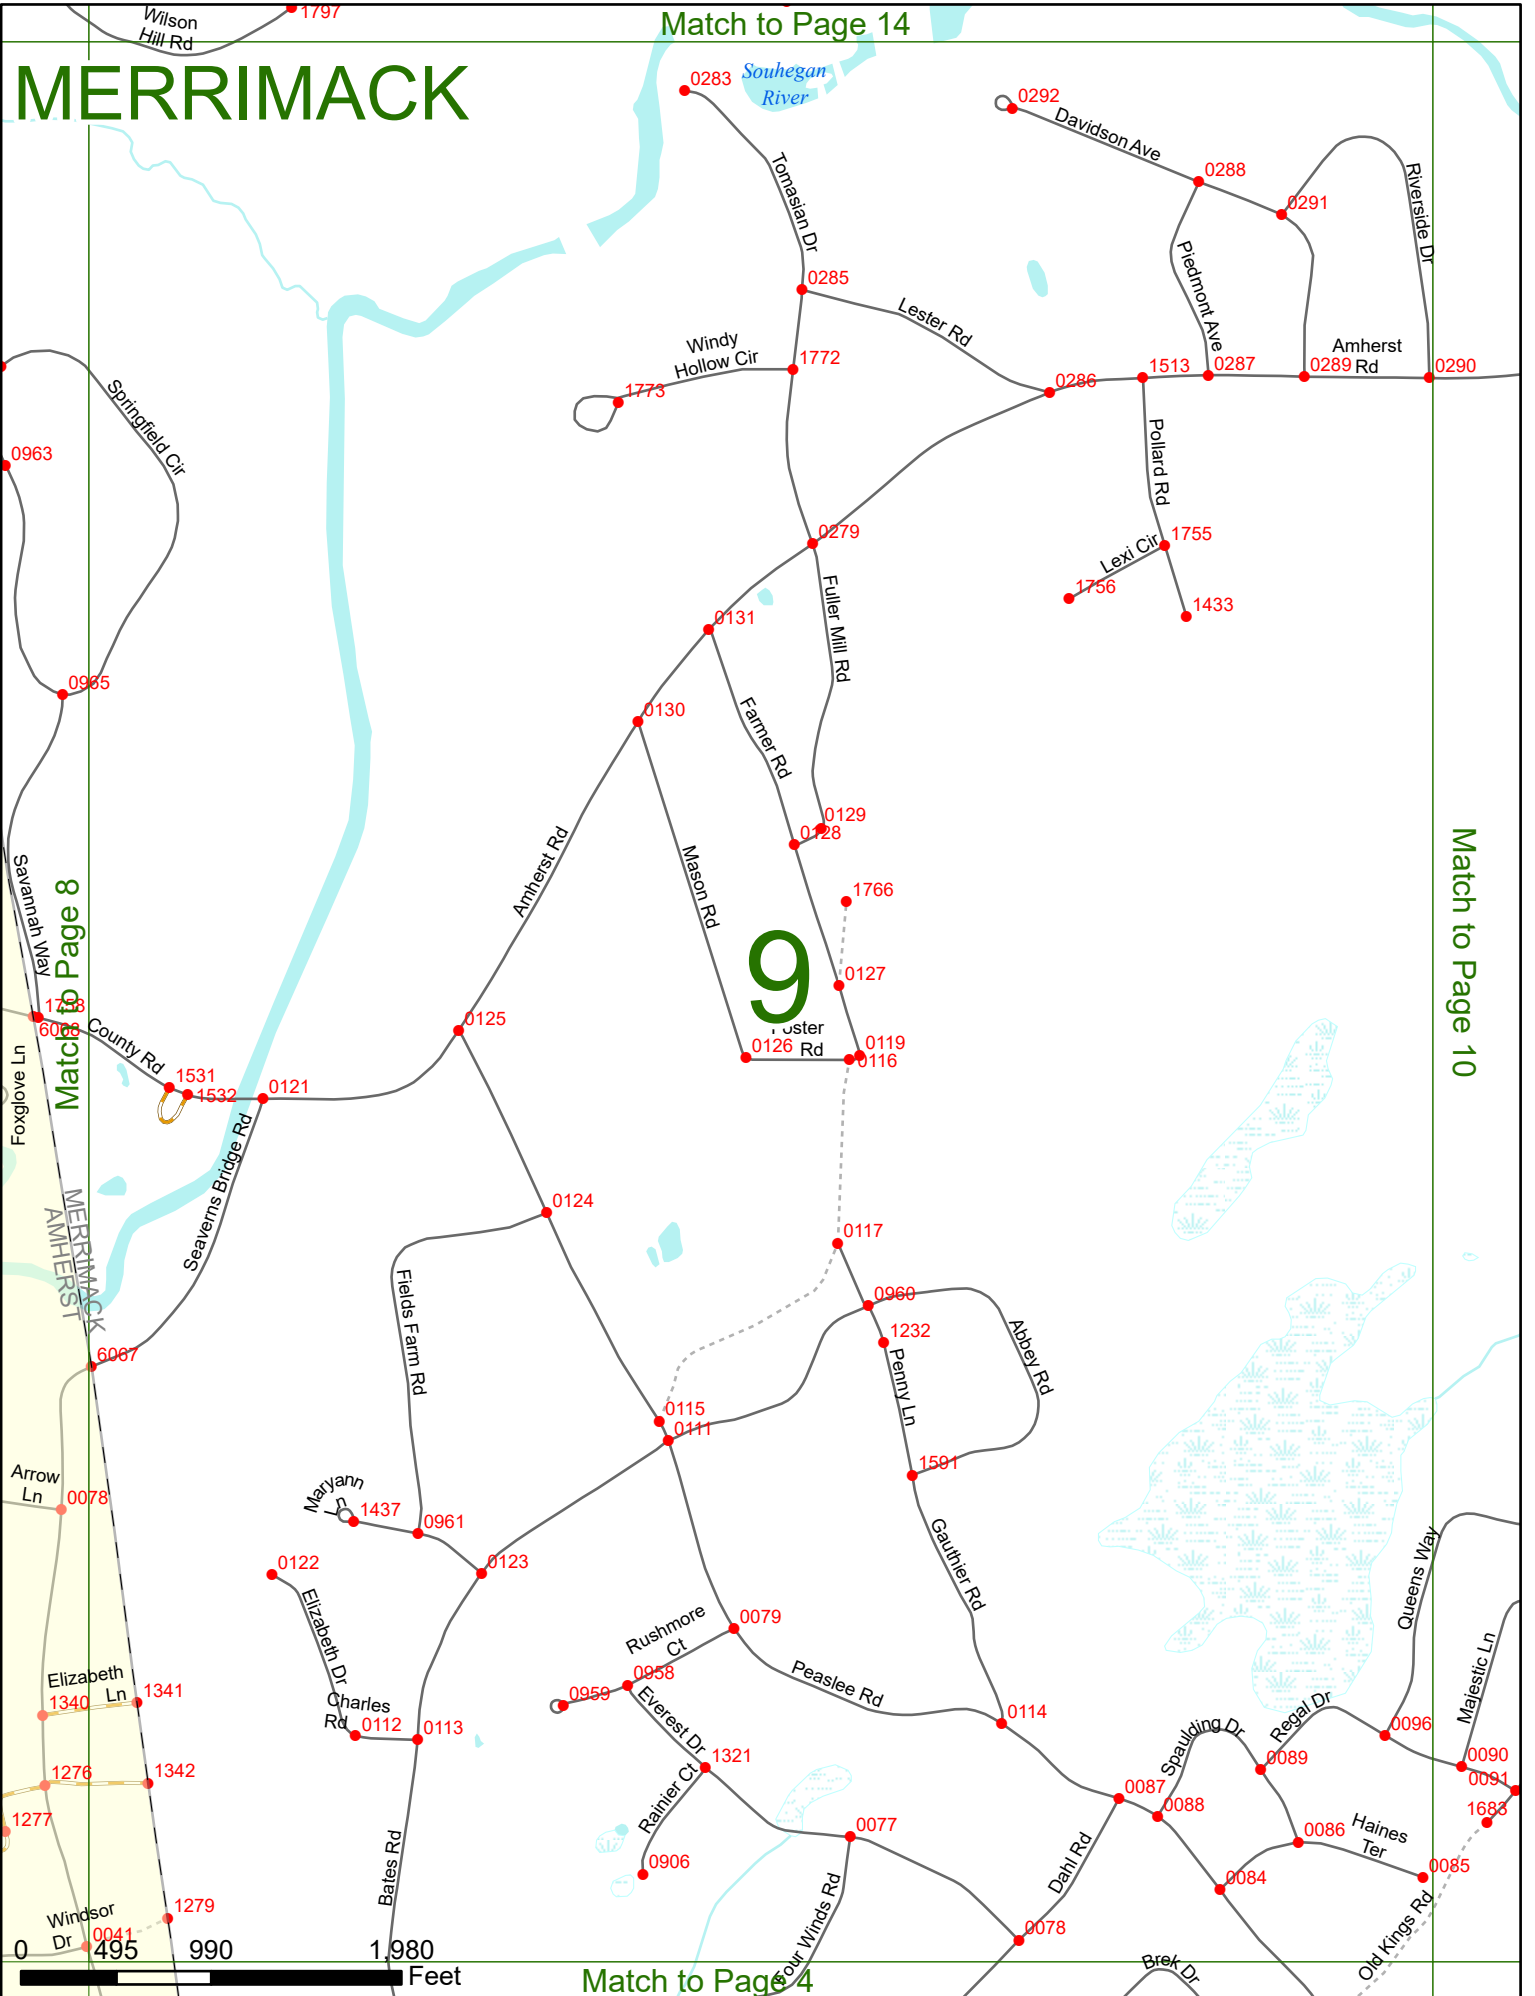 Wilson
Hill Rd
1797
Match to Page 14
MERRIMACK
Souhegan
River
0283
0292
Davidson Ave
Tomasian Dr
0288
Riverside Dr
0291
Piedmont Ave
0285
Lester Rd
Windy
Hollow Cir
1772
Amherst
Rd
1513
0287
0289
0290
0286
1773
Springfield Cir
0963
Pollard Rd
0279
1755
Lexi Cir
1756
1433
Fuller Mill Rd
0131
0965
0130
Farmer Rd
0129
0128
Amherst Rd
Mason Rd
Match to Page 10
Savannah Way
Match to Page 8
1766
9
0127
1758
6068
County Rd
0125
Foster
Rd
0126
0119
0116
Foxglove Ln
1531
1532
0121
Seaverns Bridge Rd
MERRIMACK
AMHERST
0124
0117
Fields Farm Rd
0960
Abbey Rd
1232
Penny Ln
6067
0115
0111
Arrow
Ln
0078
Maryann
Ln
1437
0961
1591
0123
0122
Gauthier Rd
Queens Way
Elizabeth Dr
Rushmore
Ct
0079
Majestic Ln
Elizabeth
Ln
1340
1341
Peaslee Rd
0958
0959
Everest Dr
Charles
Rd
0112
0113
0114
Spaulding Dr
Regal Dr
0096
1276
1342
1321
0089
0090
0091
0087
0088
1683
1277
Rainier Ct
0077
Haines
Ter
0086
0906
0085
Dahl Rd
0084
Bates Rd
Four Winds Rd
Old Kings Rd
1279
Windsor
Dr
0041
0078
Brek Dr
0 495 990 1,980
Feet
Match to Page 4